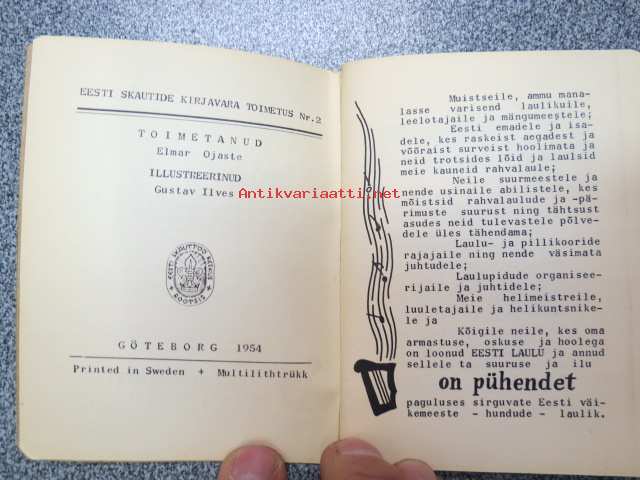 EESTI SKAUTIDE KIRJAVARA TOIMETUS Nr.2
TOIMETANUD
Elmar Ojaste
ILLUSTREERINUD
Gustav Ilves
EESTI SKAUTTÖÖ KESKUS
ROOTSIS
GÖTEBORG 1954
Printed in Sweden + Multilithtrükk
Muistseile, ammu mana-
lasse varisend laulikuile,
leelotajaile ja mängumeestele;
Eesti emadele ja isa-
dele, kes raskeist aegadest ja
võõraist surveist hoolimata ja
neid trotsides lõid ja laulsid
meie kauneid rahvalaule;
Neile suurmeestele ja
nende usinaile abilistele, kes
mõistsid rahvalaulude ja -pä-
rimuste suurust ning tähtsust
asudes neid tulevastele põlve-
dele üles tähendama;
Laulu- ja pillikooride
rajajaile ning nende väsimata
juhtudele;
Laulupidude organisee-
rijaile ja juhtidele;
Meie helimeistreile,
luuletajaile ja helikuntsnike-
le ja
Kõigile neile, kes oma
armastuse, oskuse ja hoolega
on loonud EESTI LAULU ja annud
sellele ta suuruse ja ilu
on pühendet
paguluses sirguvate Eesti väi-
kemeeste - hundude - laulik.
Antikvariaatti.net